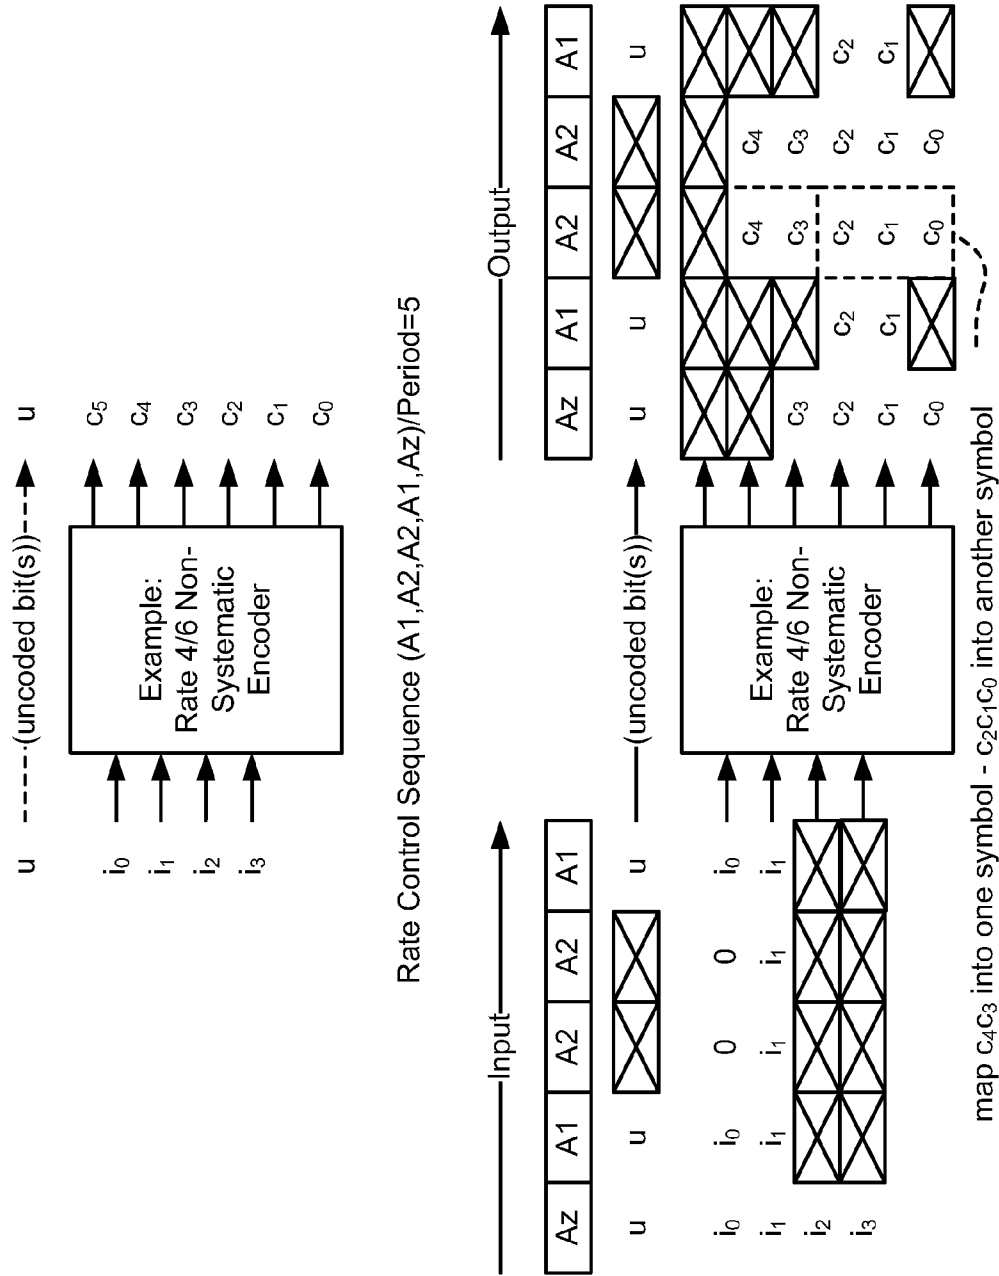 u (uncoded bit(s)) u
i₀
i₁
i₂
i₃
Example:
Rate 4/6 Non-
Systematic
Encoder
c₅
c₄
c₃
c₂
c₁
c₀
Rate Control Sequence (A1,A2,A2,A1,Az)/Period=5
Input
Az A1 A2 A2 A1
u u u
i₀ i₀ 0 0 i₀
i₁ i₁ i₁ i₁ i₁
i₂
i₃
(uncoded bit(s))
Example:
Rate 4/6 Non-
Systematic
Encoder
Output
Az A1 A2 A2 A1
u u u
c₄ c₄
c₃ c₃ c₃
c₂ c₂ c₂ c₂ c₂
c₁ c₁ c₁ c₁ c₁
c₀ c₀ c₀
map c₄c₃ into one symbol - c₂c₁c₀ into another symbol